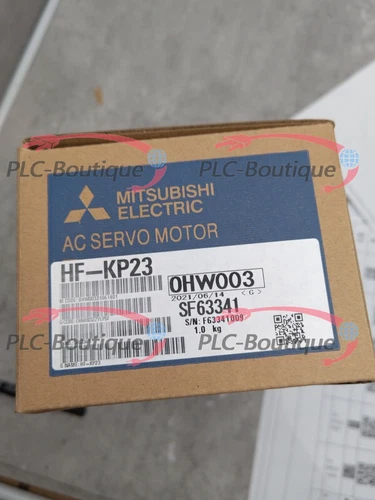 MITSUBISHI
ELECTRIC
AC SERVO MOTOR
HF-KP23
OHW003
2021/06/14 <G>
SF63341
1.0 kg
PLC-Boutique PLC-Boutique
PLC-Boutique PLC-Boutique